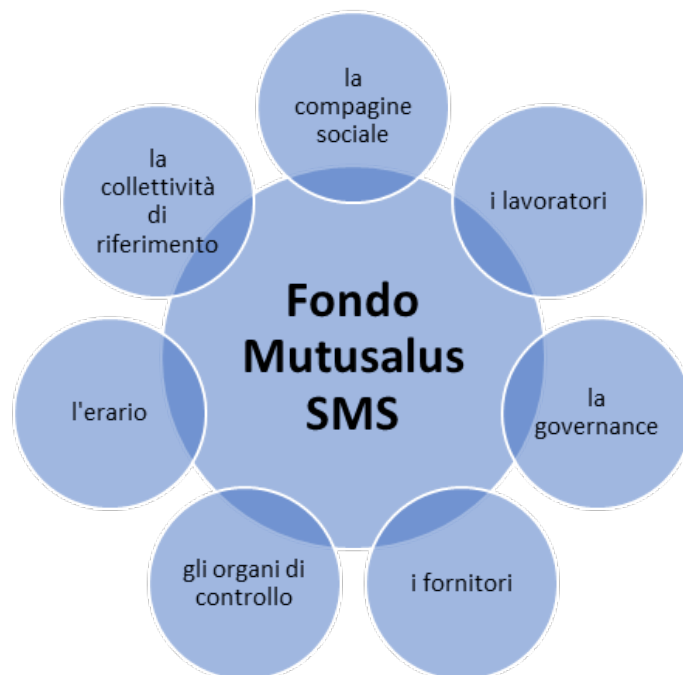 la
compagine
sociale
i lavoratori
la
governance
i fornitori
gli organi di
controllo
l'erario
la
collettività
di
riferimento
Fondo
Mutusalus
SMS